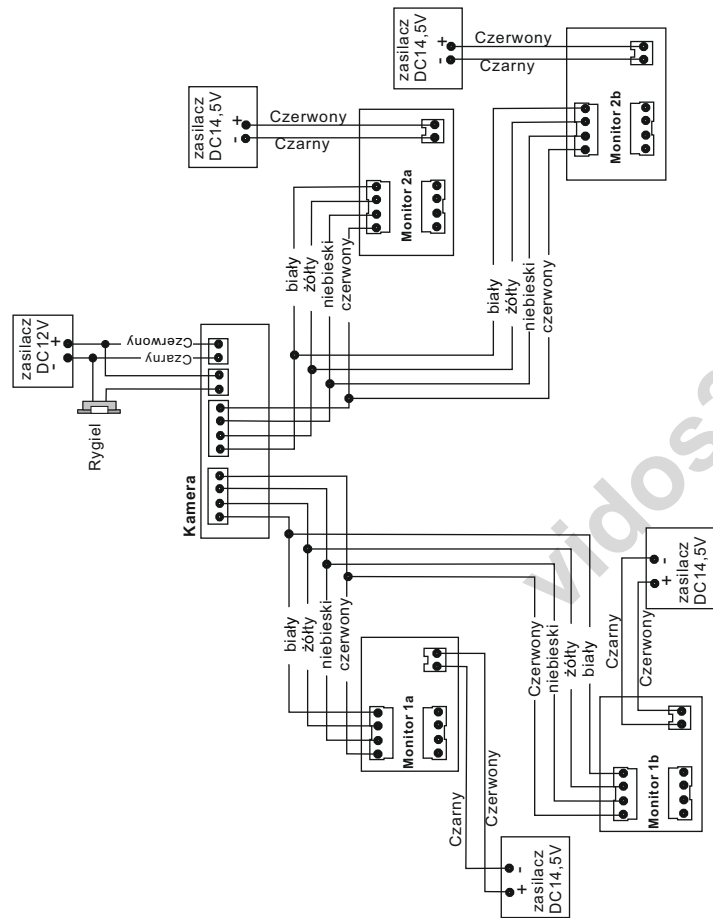 zasilacz
DC12V
- +
Rygiel
Czerwony
Czarny
Kamera
zasilacz
DC14,5V
- +
Czerwony
Czarny
Monitor 2a
biały
żółty
niebieski
czerwony
zasilacz
DC14,5V
- +
Czerwony
Czarny
Monitor 2b
biały
żółty
niebieski
czerwony
biały
żółty
niebieski
czerwony
Monitor 1a
Czarny
Czerwony
+ -
zasilacz
DC14,5V
Czerwony
niebieski
żółty
biały
Monitor 1b
Czarny
Czerwony
+ -
zasilacz
DC14,5V
vidos